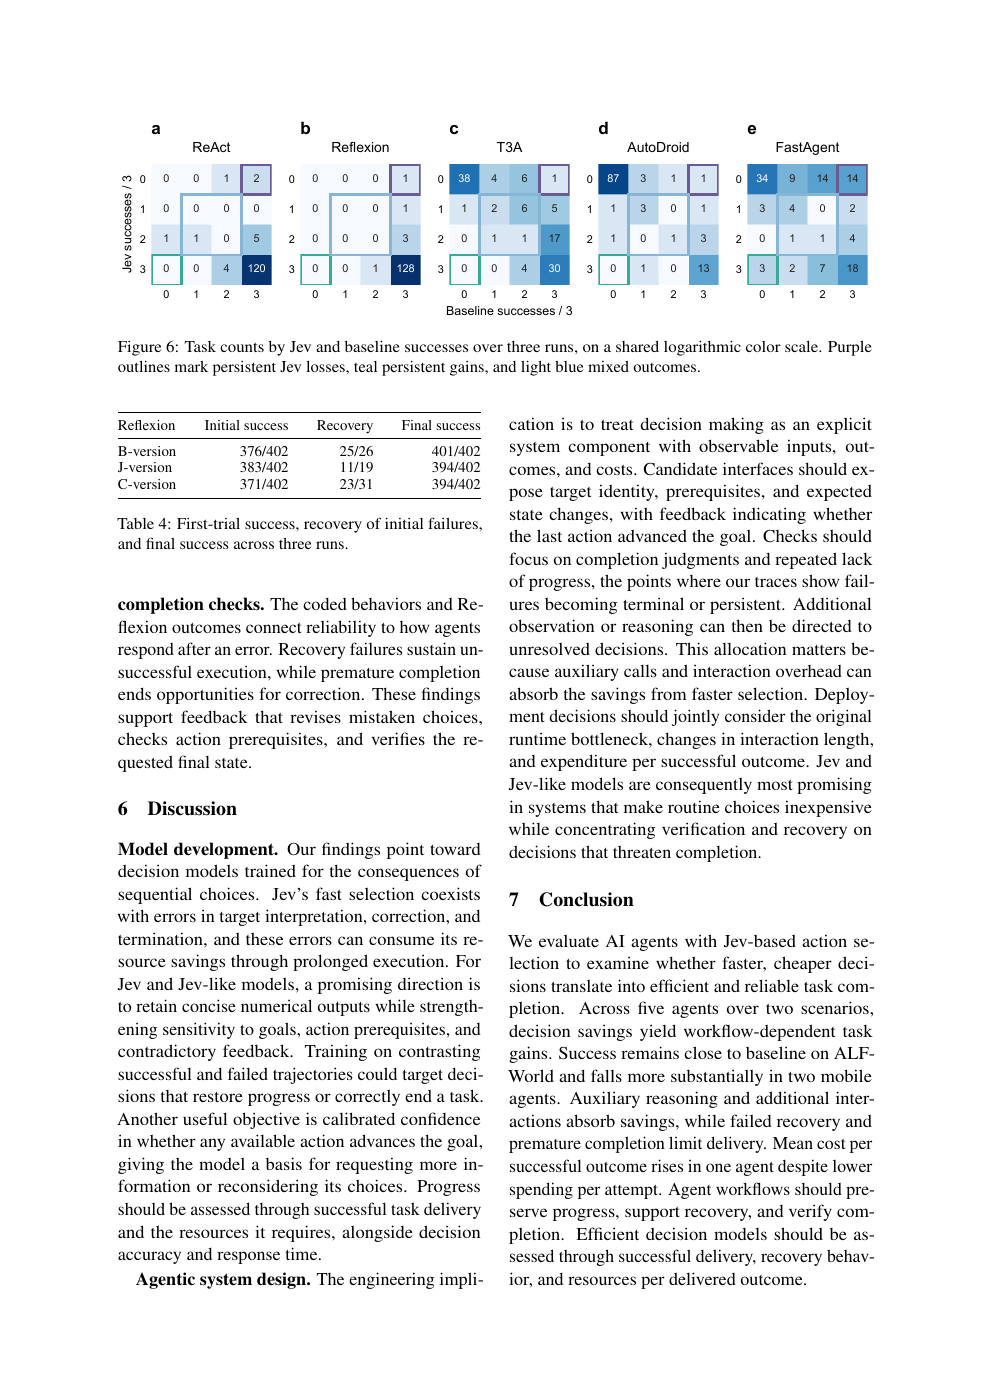 a b c d e
ReAct Reflexion T3A AutoDroid FastAgent
Jev successes / 3
0 0 0 1 2
1 0 0 0 0
2 1 1 0 5
3 0 0 4 120
0 1 2 3
0 0 0 0 1
1 0 0 0 1
2 0 0 0 3
3 0 0 1 128
0 1 2 3
0 38 4 6 1
1 1 2 6 5
2 0 1 1 17
3 0 0 4 30
0 1 2 3
0 87 3 1 1
1 1 3 0 1
2 1 0 1 3
3 0 1 0 13
0 1 2 3
0 34 9 14 14
1 3 4 0 2
2 0 1 1 4
3 3 2 7 18
0 1 2 3
Baseline successes / 3
Figure 6: Task counts by Jev and baseline successes over three runs, on a shared logarithmic color scale. Purple
outlines mark persistent Jev losses, teal persistent gains, and light blue mixed outcomes.
Reflexion Initial success Recovery Final success
B-version 376/402 25/26 401/402
J-version 383/402 11/19 394/402
C-version 371/402 23/31 394/402
Table 4: First-trial success, recovery of initial failures,
and final success across three runs.
completion checks. The coded behaviors and Re-
flexion outcomes connect reliability to how agents
respond after an error. Recovery failures sustain un-
successful execution, while premature completion
ends opportunities for correction. These findings
support feedback that revises mistaken choices,
checks action prerequisites, and verifies the re-
quested final state.
6 Discussion
Model development. Our findings point toward
decision models trained for the consequences of
sequential choices. Jev's fast selection coexists
with errors in target interpretation, correction, and
termination, and these errors can consume its re-
source savings through prolonged execution. For
Jev and Jev-like models, a promising direction is
to retain concise numerical outputs while strength-
ening sensitivity to goals, action prerequisites, and
contradictory feedback. Training on contrasting
successful and failed trajectories could target deci-
sions that restore progress or correctly end a task.
Another useful objective is calibrated confidence
in whether any available action advances the goal,
giving the model a basis for requesting more in-
formation or reconsidering its choices. Progress
should be assessed through successful task delivery
and the resources it requires, alongside decision
accuracy and response time.
Agentic system design. The engineering impli-
cation is to treat decision making as an explicit
system component with observable inputs, out-
comes, and costs. Candidate interfaces should ex-
pose target identity, prerequisites, and expected
state changes, with feedback indicating whether
the last action advanced the goal. Checks should
focus on completion judgments and repeated lack
of progress, the points where our traces show fail-
ures becoming terminal or persistent. Additional
observation or reasoning can then be directed to
unresolved decisions. This allocation matters be-
cause auxiliary calls and interaction overhead can
absorb the savings from faster selection. Deploy-
ment decisions should jointly consider the original
runtime bottleneck, changes in interaction length,
and expenditure per successful outcome. Jev and
Jev-like models are consequently most promising
in systems that make routine choices inexpensive
while concentrating verification and recovery on
decisions that threaten completion.
7 Conclusion
We evaluate AI agents with Jev-based action se-
lection to examine whether faster, cheaper deci-
sions translate into efficient and reliable task com-
pletion. Across five agents over two scenarios,
decision savings yield workflow-dependent task
gains. Success remains close to baseline on ALF-
World and falls more substantially in two mobile
agents. Auxiliary reasoning and additional inter-
actions absorb savings, while failed recovery and
premature completion limit delivery. Mean cost per
successful outcome rises in one agent despite lower
spending per attempt. Agent workflows should pre-
serve progress, support recovery, and verify com-
pletion. Efficient decision models should be as-
sessed through successful delivery, recovery behav-
ior, and resources per delivered outcome.